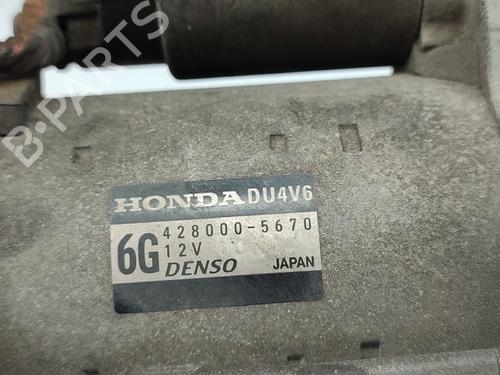 B-PARTS
HONDA DU4V6
6G 428000-5670
12V
DENSO JAPAN